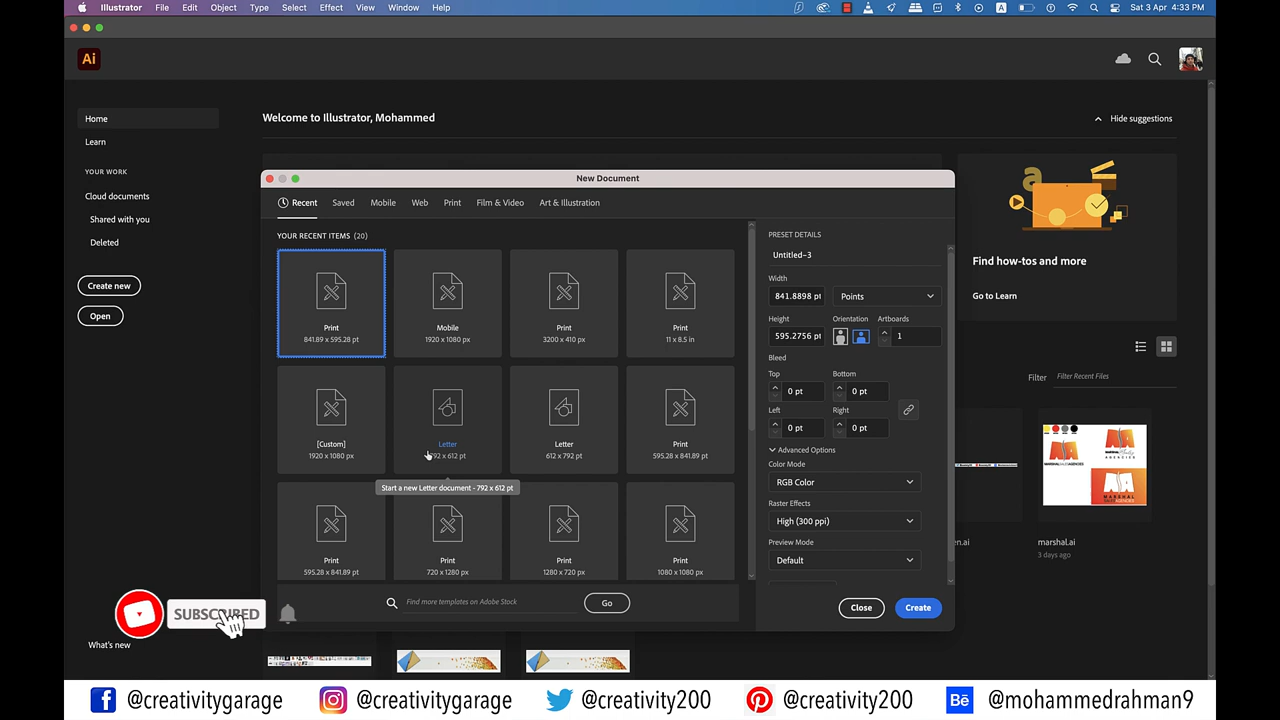 Illustrator File Edit Object Type Select Effect View Window Help
A
Sat 3 Apr 4:33 PM
Ai
Home
Learn
YOUR WORK
Cloud documents
Shared with you
Deleted
Create new
Open
What's new
Welcome to Illustrator, Mohammed
Hide suggestions
Find how-tos and more
Go to Learn
Filter Filter Recent Files
en.ai
marshal.ai
3 days ago
New Document
Recent Saved Mobile Web Print Film & Video Art & Illustration
YOUR RECENT ITEMS (20)
Print
841.89 x 595.28 pt
Mobile
1920 x 1080 px
Print
3200 x 410 px
Print
11 x 8.5 in
[Custom]
1920 x 1080 px
Letter
792 x 612 pt
Letter
612 x 792 pt
Print
595.28 x 841.89 pt
Start a new Letter document - 792 x 612 pt
Print
595.28 x 841.89 pt
Print
720 x 1280 px
Print
1280 x 720 px
Print
1080 x 1080 px
Find more templates on Adobe Stock
Go
PRESET DETAILS
Untitled-3
Width
841.8898 pt Points
Height Orientation Artboards
595.2756 pt 1
Bleed
Top Bottom
0 pt 0 pt
Left Right
0 pt 0 pt
Advanced Options
Color Mode
RGB Color
Raster Effects
High (300 ppi)
Preview Mode
Default
Close Create
SUBSCRIBED
@creativitygarage @creativitygarage @creativity200 @creativity200 Bē @mohammedrahman9